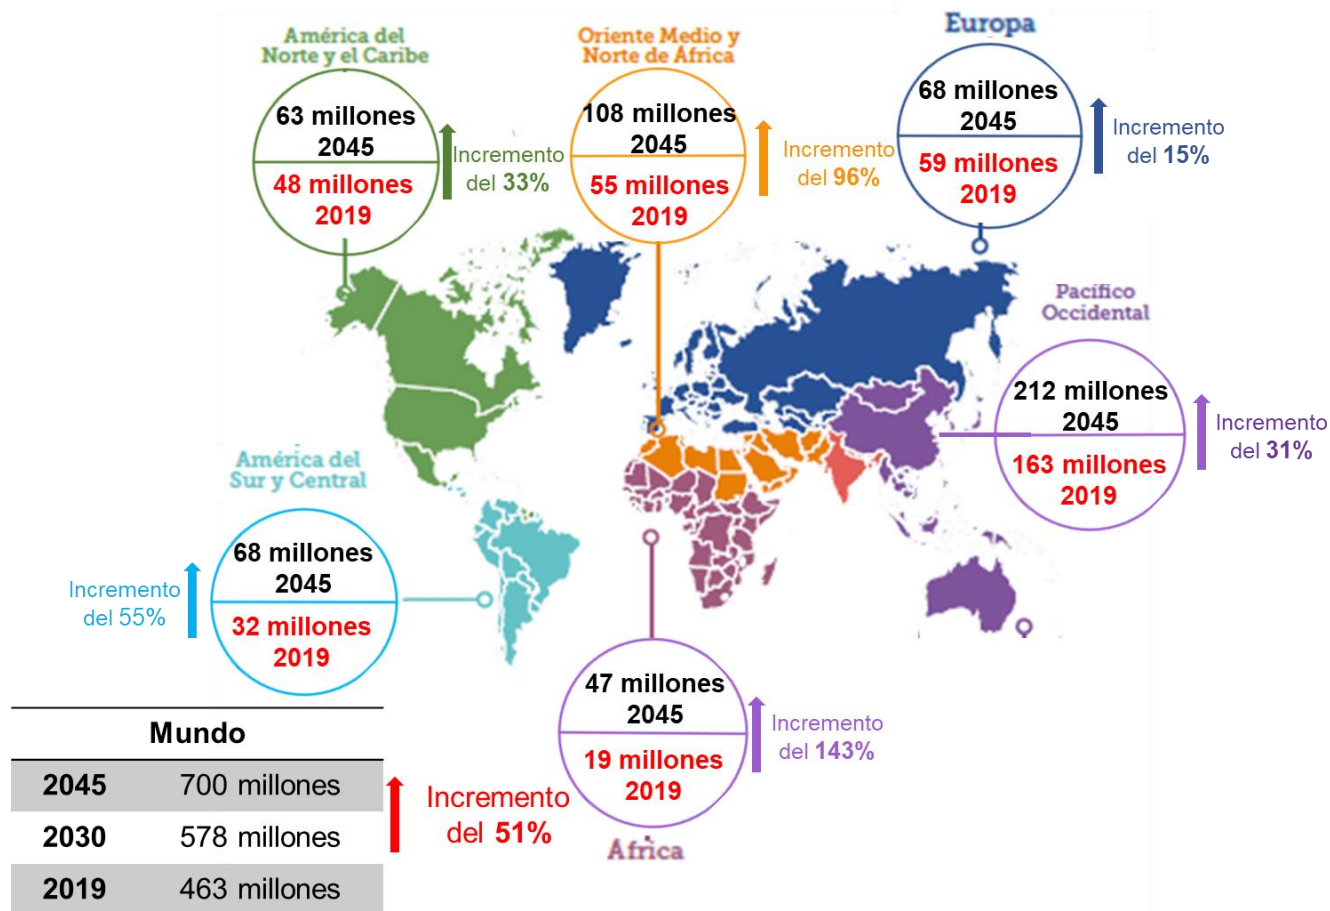 América del
Norte y el Caribe
63 millones
2045
48 millones
2019
Incremento
del 33%
Oriente Medio y
Norte de África
108 millones
2045
55 millones
2019
Incremento
del 96%
Europa
68 millones
2045
59 millones
2019
Incremento
del 15%
Pacífico
Occidental
212 millones
2045
163 millones
2019
Incremento
del 31%
América del
Sur y Central
68 millones
2045
32 millones
2019
Incremento
del 55%
47 millones
2045
19 millones
2019
Africa
Incremento
del 143%
Mundo
2045 700 millones
2030 578 millones
2019 463 millones
Incremento
del 51%